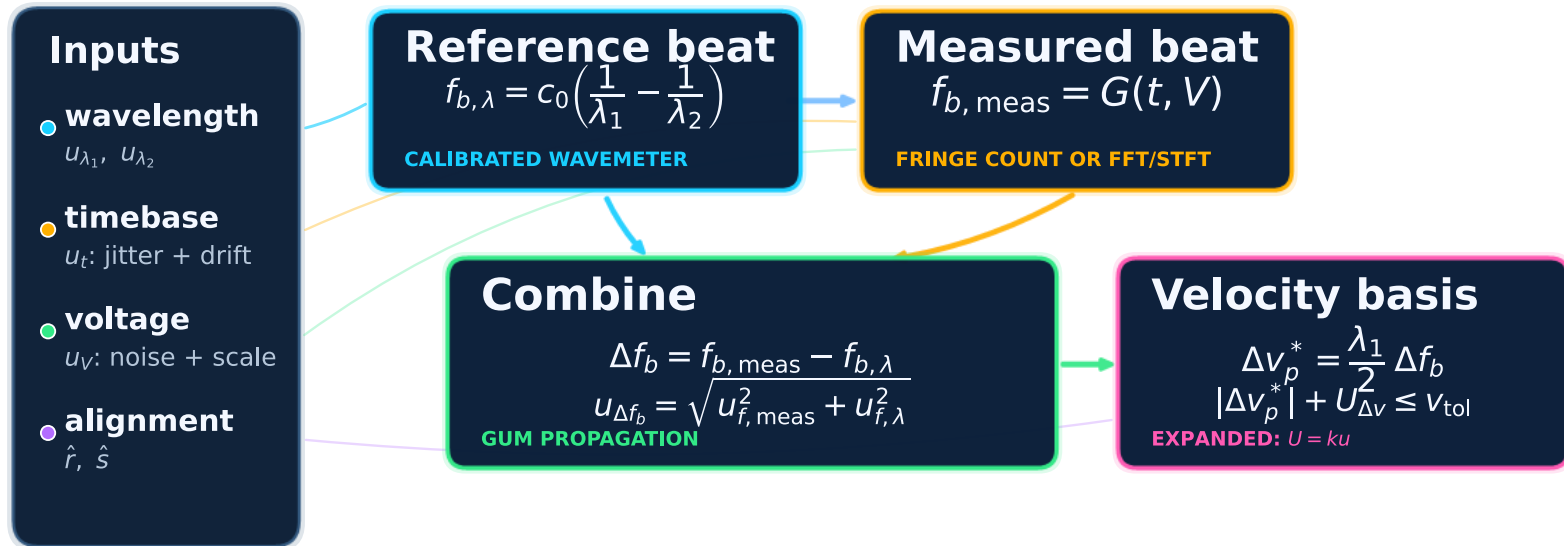 Inputs
wavelength
u_{λ_1}, u_{λ_2}
timebase
u_t: jitter + drift
voltage
u_V: noise + scale
alignment
r̂, ŝ
Reference beat
f_{b,λ} = c_0(1/λ_1 − 1/λ_2)
CALIBRATED WAVEMETER
Measured beat
f_{b,meas} = G(t, V)
FRINGE COUNT OR FFT/STFT
Combine
Δf_b = f_{b,meas} − f_{b,λ}
u_{Δf_b} = √(u²_{f,meas} + u²_{f,λ})
GUM PROPAGATION
Velocity basis
Δv_p^* = λ_1/2 Δf_b
|Δv_p^*| + U_{Δv} ≤ v_{tol}
EXPANDED: U = ku